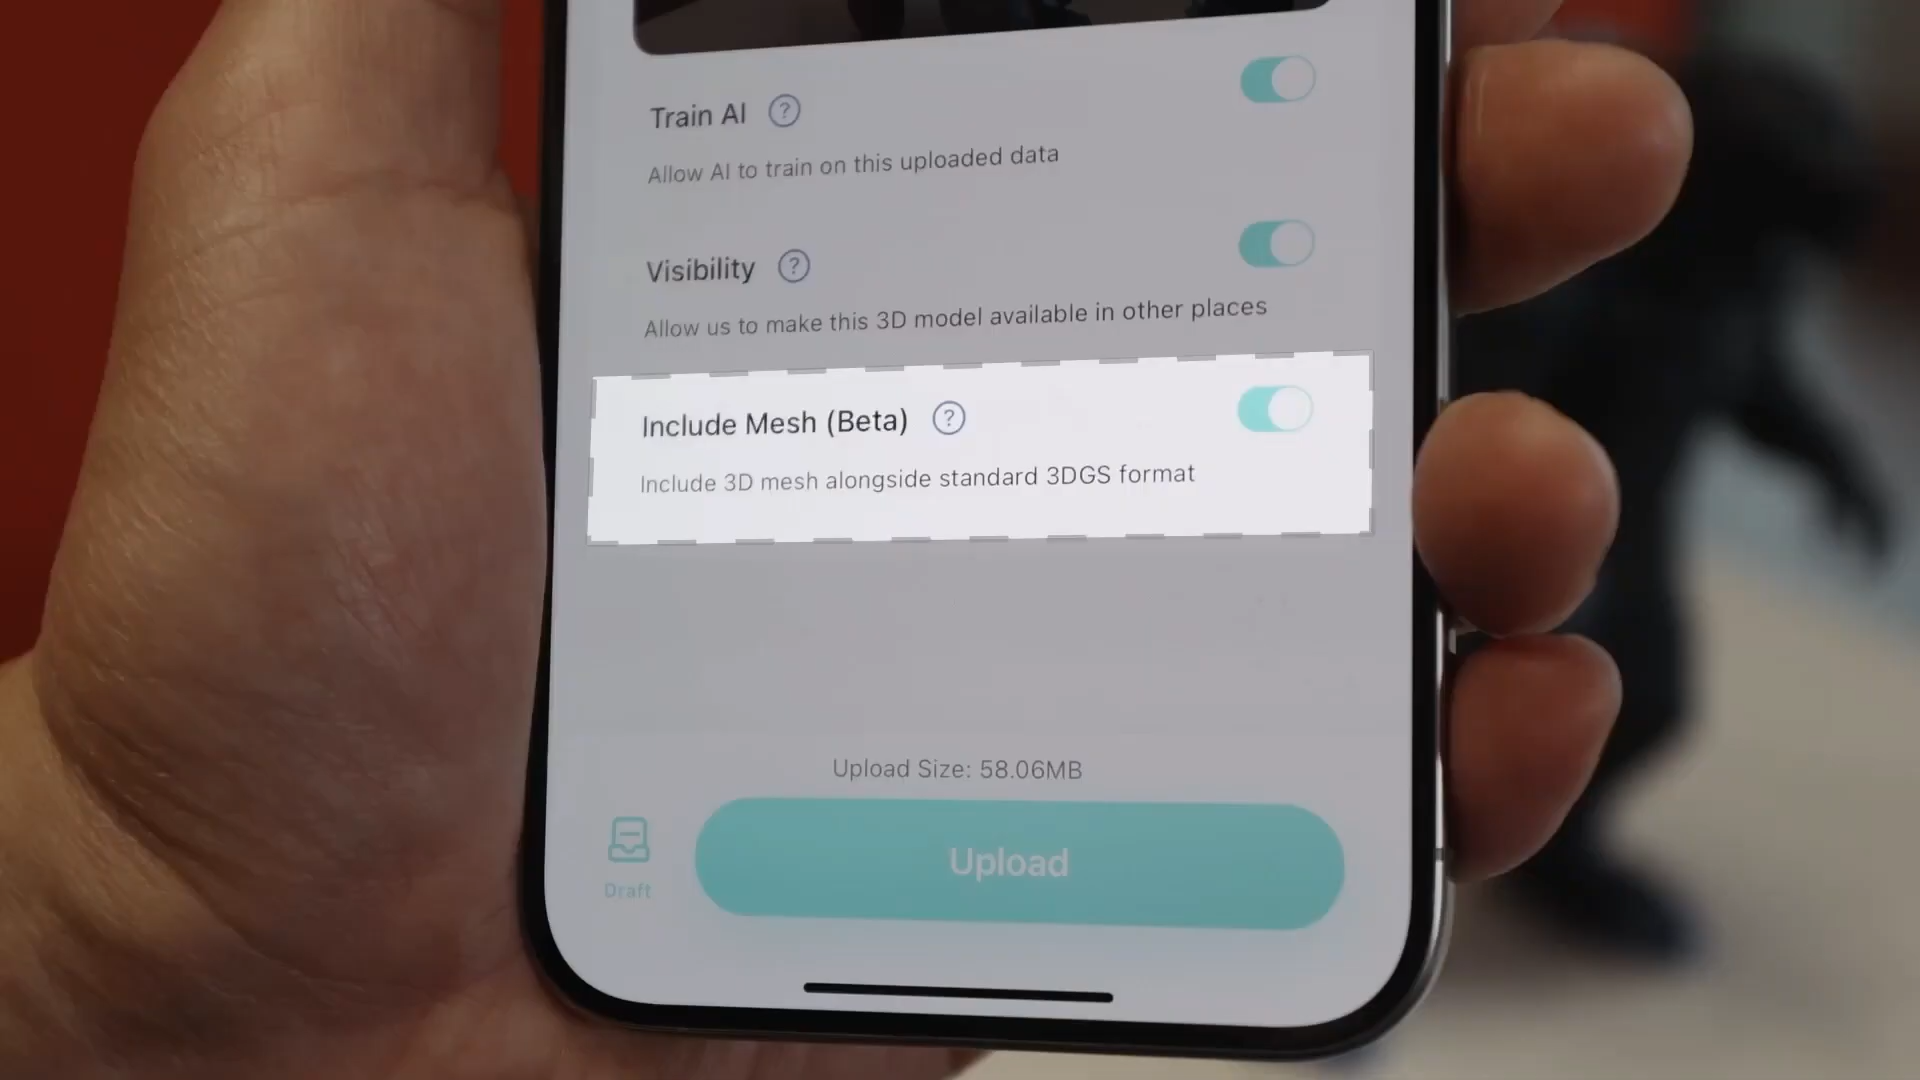 Train AI ?
Allow AI to train on this uploaded data
Visibility ?
Allow us to make this 3D model available in other places
Include Mesh (Beta) ?
Include 3D mesh alongside standard 3DGS format
Upload Size: 58.06MB
Upload
Draft